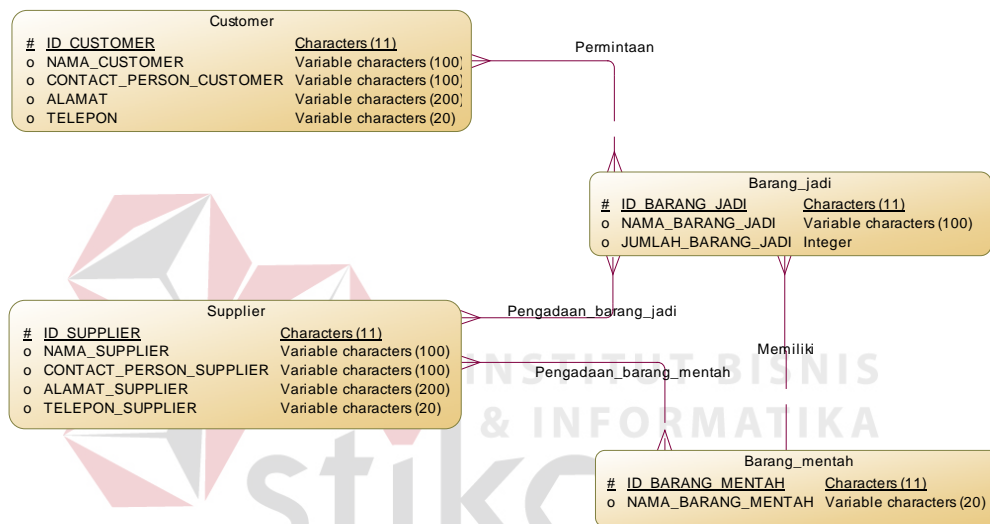 Customer
# ID_CUSTOMER Characters (11)
o NAMA_CUSTOMER Variable characters (100)
o CONTACT_PERSON_CUSTOMER Variable characters (100)
o ALAMAT Variable characters (200)
o TELEPON Variable characters (20)
Permintaan
Barang_jadi
# ID_BARANG_JADI Characters (11)
o NAMA_BARANG_JADI Variable characters (100)
o JUMLAH_BARANG_JADI Integer
Supplier
# ID_SUPPLIER Characters (11)
o NAMA_SUPPLIER Variable characters (100)
o CONTACT_PERSON_SUPPLIER Variable characters (100)
o ALAMAT_SUPPLIER Variable characters (200)
o TELEPON_SUPPLIER Variable characters (20)
Pengadaan_barang_jadi
Memiliki
Pengadaan_barang_mentah
INSTITUT BISNIS
& INFORMATIKA
Barang_mentah
# ID_BARANG_MENTAH Characters (11)
o NAMA_BARANG_MENTAH Variable characters (20)